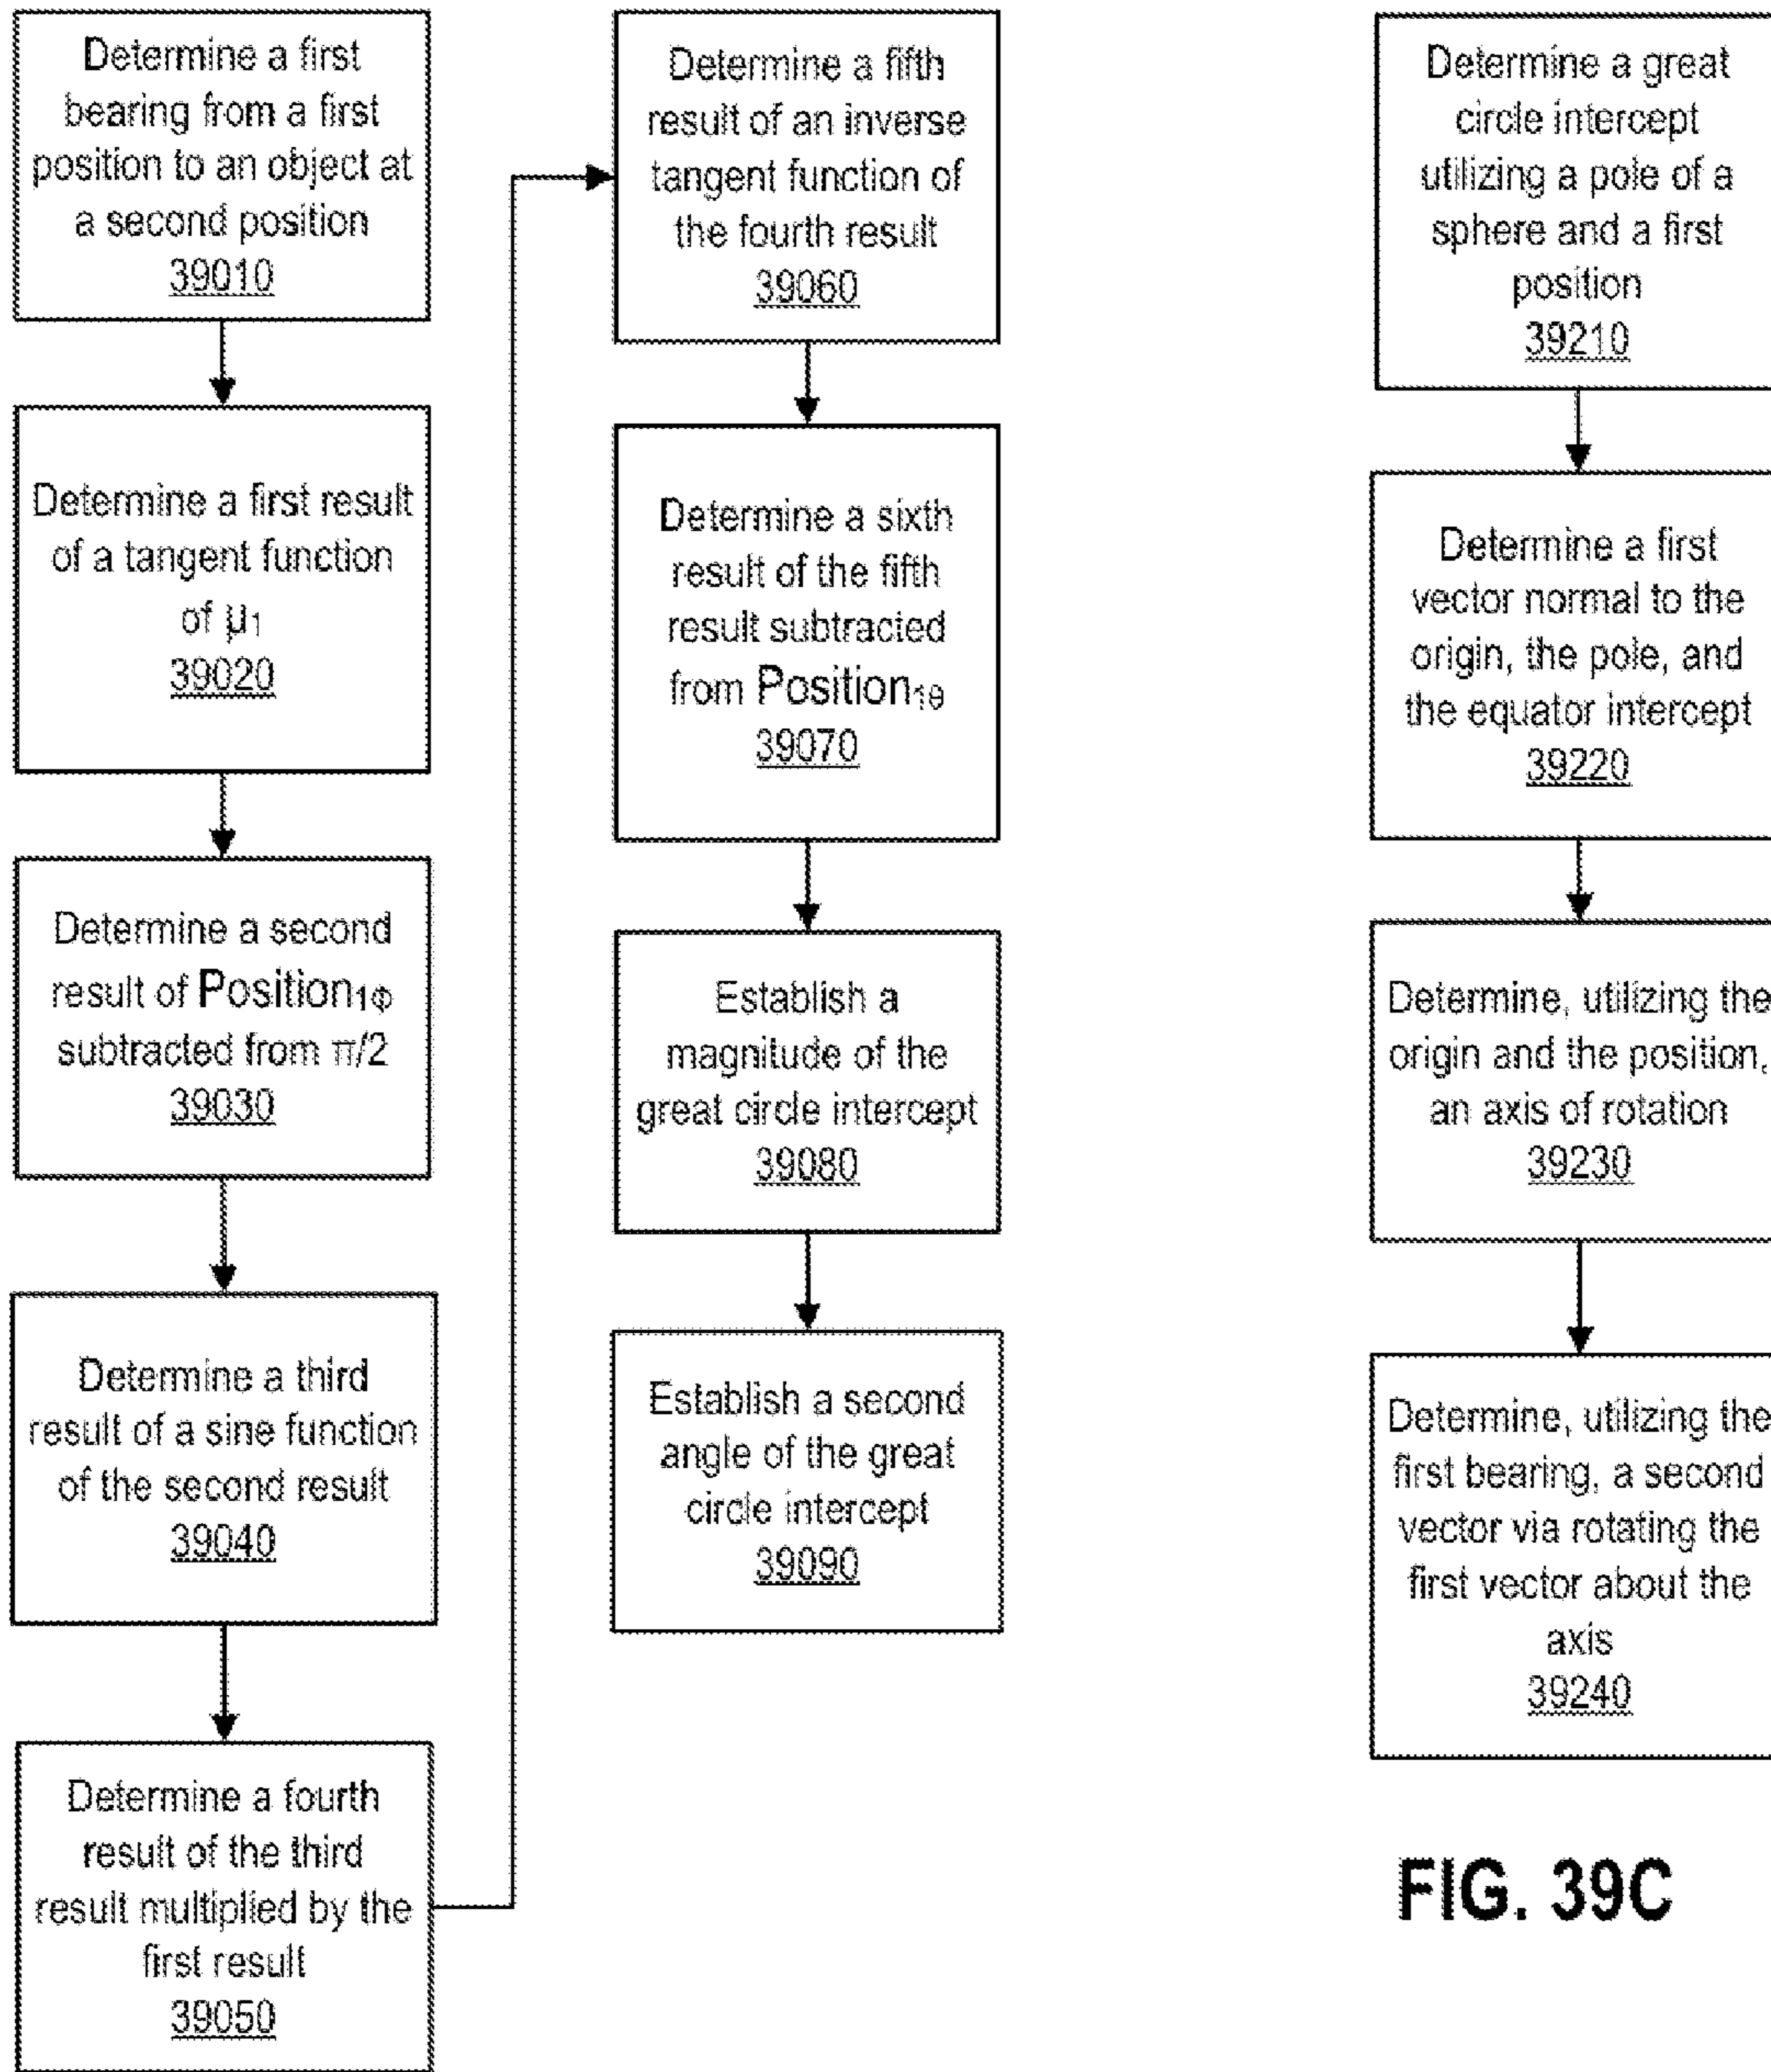 Determine a first
bearing from a first
position to an object at
a second position
39010
Determine a first result
of a tangent function
of μ₁
39020
Determine a second
result of Position₁Φ
subtracted from π/2
39030
Determine a third
result of a sine function
of the second result
39040
Determine a fourth
result of the third
result multiplied by the
first result
39050
Determine a fifth
result of an inverse
tangent function of
the fourth result
39060
Determine a sixth
result of the fifth
result subtracted
from Position₁θ
39070
Establish a
magnitude of the
great circle intercept
39080
Establish a second
angle of the great
circle intercept
39090
Determine a great
circle intercept
utilizing a pole of a
sphere and a first
position
39210
Determine a first
vector normal to the
origin, the pole, and
the equator intercept
39220
Determine, utilizing the
origin and the position,
an axis of rotation
39230
Determine, utilizing the
first bearing, a second
vector via rotating the
first vector about the
axis
39240
FIG. 39C